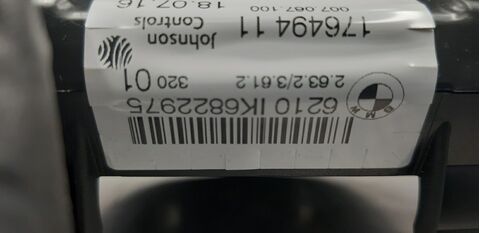 BMW
6210 IK6822975
2.63.2/3.61.2
320 01
Johnson
Controls
176494 11
007.067.100
18.07.16